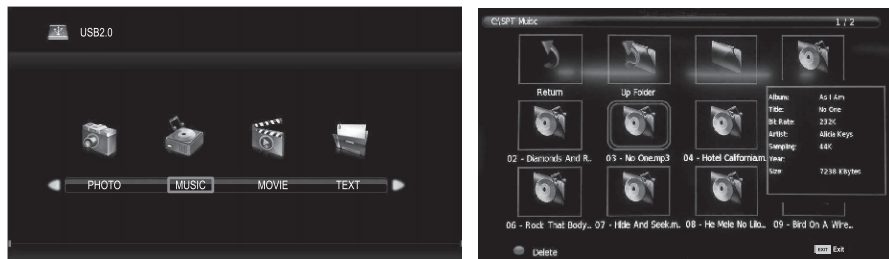 USB2.0
PHOTO MUSIC MOVIE TEXT
C:\SPT Muisc 1 / 2
Return Up Folder
Album: As I Am
Title: No One
Bit Rate: 232K
Artist: Alicia Keys
Sampling: 44K
Year:
Size: 7238 KBytes
02 - Diamonds And R.. 03 - No One.mp3 04 - Hotel California.m
06 - Rock That Body... 07 - Hide And Seek.m.. 08 - He Mele No Lilo... 09 - Bird On A Wire...
Delete EXIT Exit